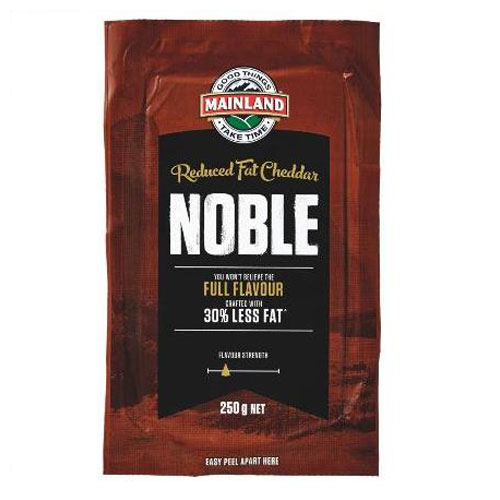 GOOD THINGS
MAINLAND
TAKE TIME
Reduced Fat Cheddar
NOBLE
YOU WON'T BELIEVE THE
FULL FLAVOUR
CRAFTED WITH
30% LESS FAT^
FLAVOUR STRENGTH
250g NET
EASY PEEL APART HERE